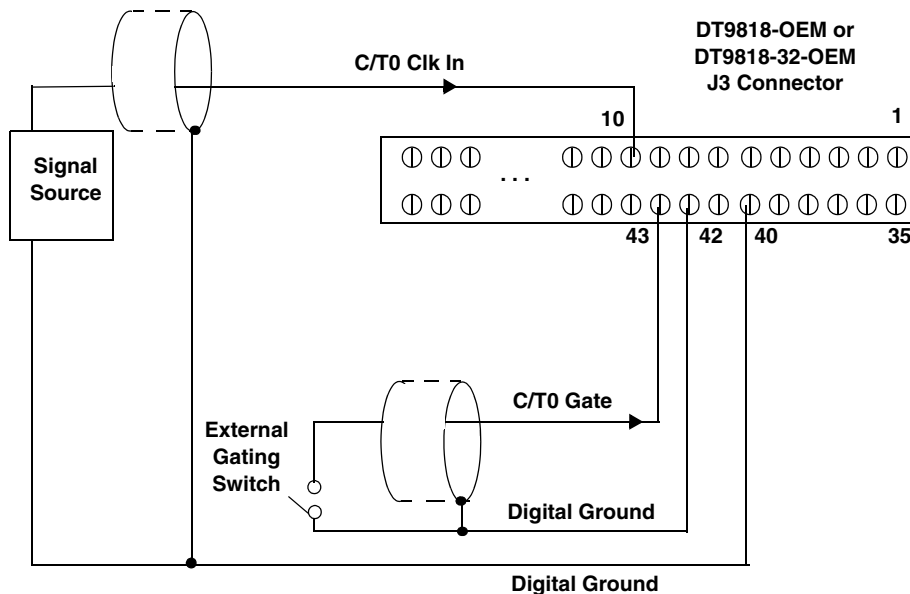 DT9818-OEM or
DT9818-32-OEM
J3 Connector
C/T0 Clk In
10
1
Signal
Source
. . .
43
42
40
35
C/T0 Gate
External
Gating
Switch
Digital Ground
Digital Ground